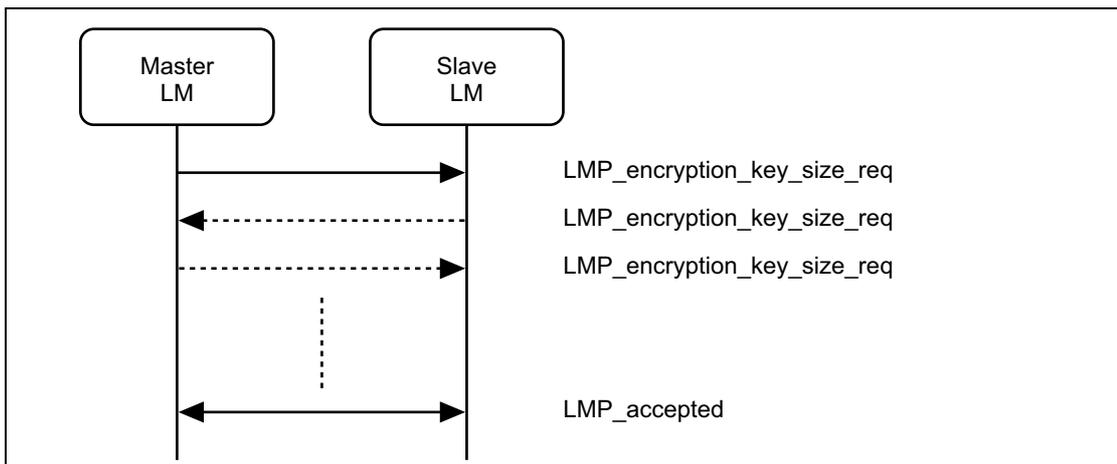 Master
LM
Slave
LM
LMP_encryption_key_size_req
LMP_encryption_key_size_req
LMP_encryption_key_size_req
LMP_accepted